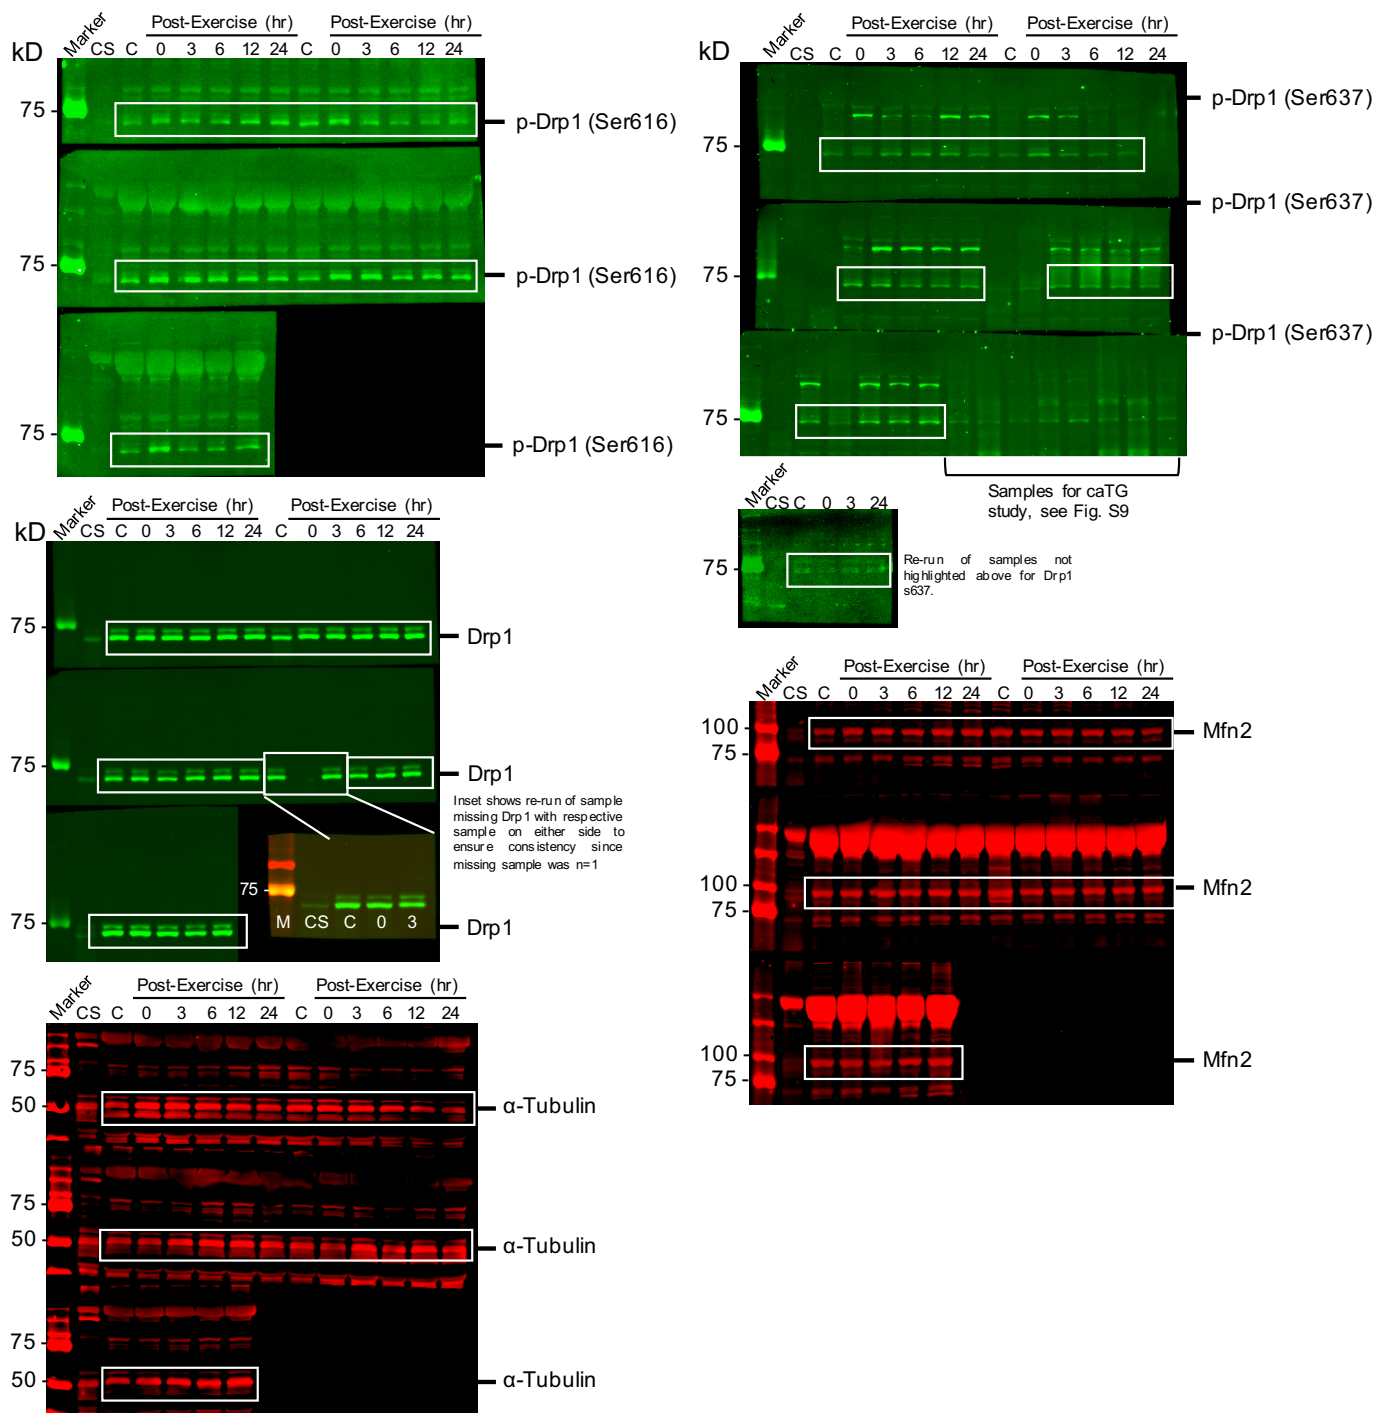 Post-Exercise (hr) Post-Exercise (hr)
Marker
kD CS C 0 3 6 12 24 C 0 3 6 12 24
75 p-Drp1 (Ser616)
75 p-Drp1 (Ser616)
75 p-Drp1 (Ser616)
Post-Exercise (hr) Post-Exercise (hr)
Marker
kD CS C 0 3 6 12 24 C 0 3 6 12 24
p-Drp1 (Ser637)
75
p-Drp1 (Ser637)
75
p-Drp1 (Ser637)
75
Samples for caTG
study, see Fig. S9
Marker
CS C 0 3 24
75
Re-run of samples not
highlighted above for Drp1
s637.
Post-Exercise (hr) Post-Exercise (hr)
Marker
kD CS C 0 3 6 12 24 C 0 3 6 12 24
75 Drp1
75 Drp1
Inset shows re-run of sample
missing Drp1 with respective
sample on either side to
ensure consistency since
missing sample was n=1
75
M CS C 0 3
75 Drp1
Post-Exercise (hr) Post-Exercise (hr)
Marker
CS C 0 3 6 12 24 C 0 3 6 12 24
100 Mfn2
75
100 Mfn2
75
100 Mfn2
75
Post-Exercise (hr) Post-Exercise (hr)
Marker
CS C 0 3 6 12 24 C 0 3 6 12 24
75
50 α-Tubulin
75
50 α-Tubulin
75
50 α-Tubulin